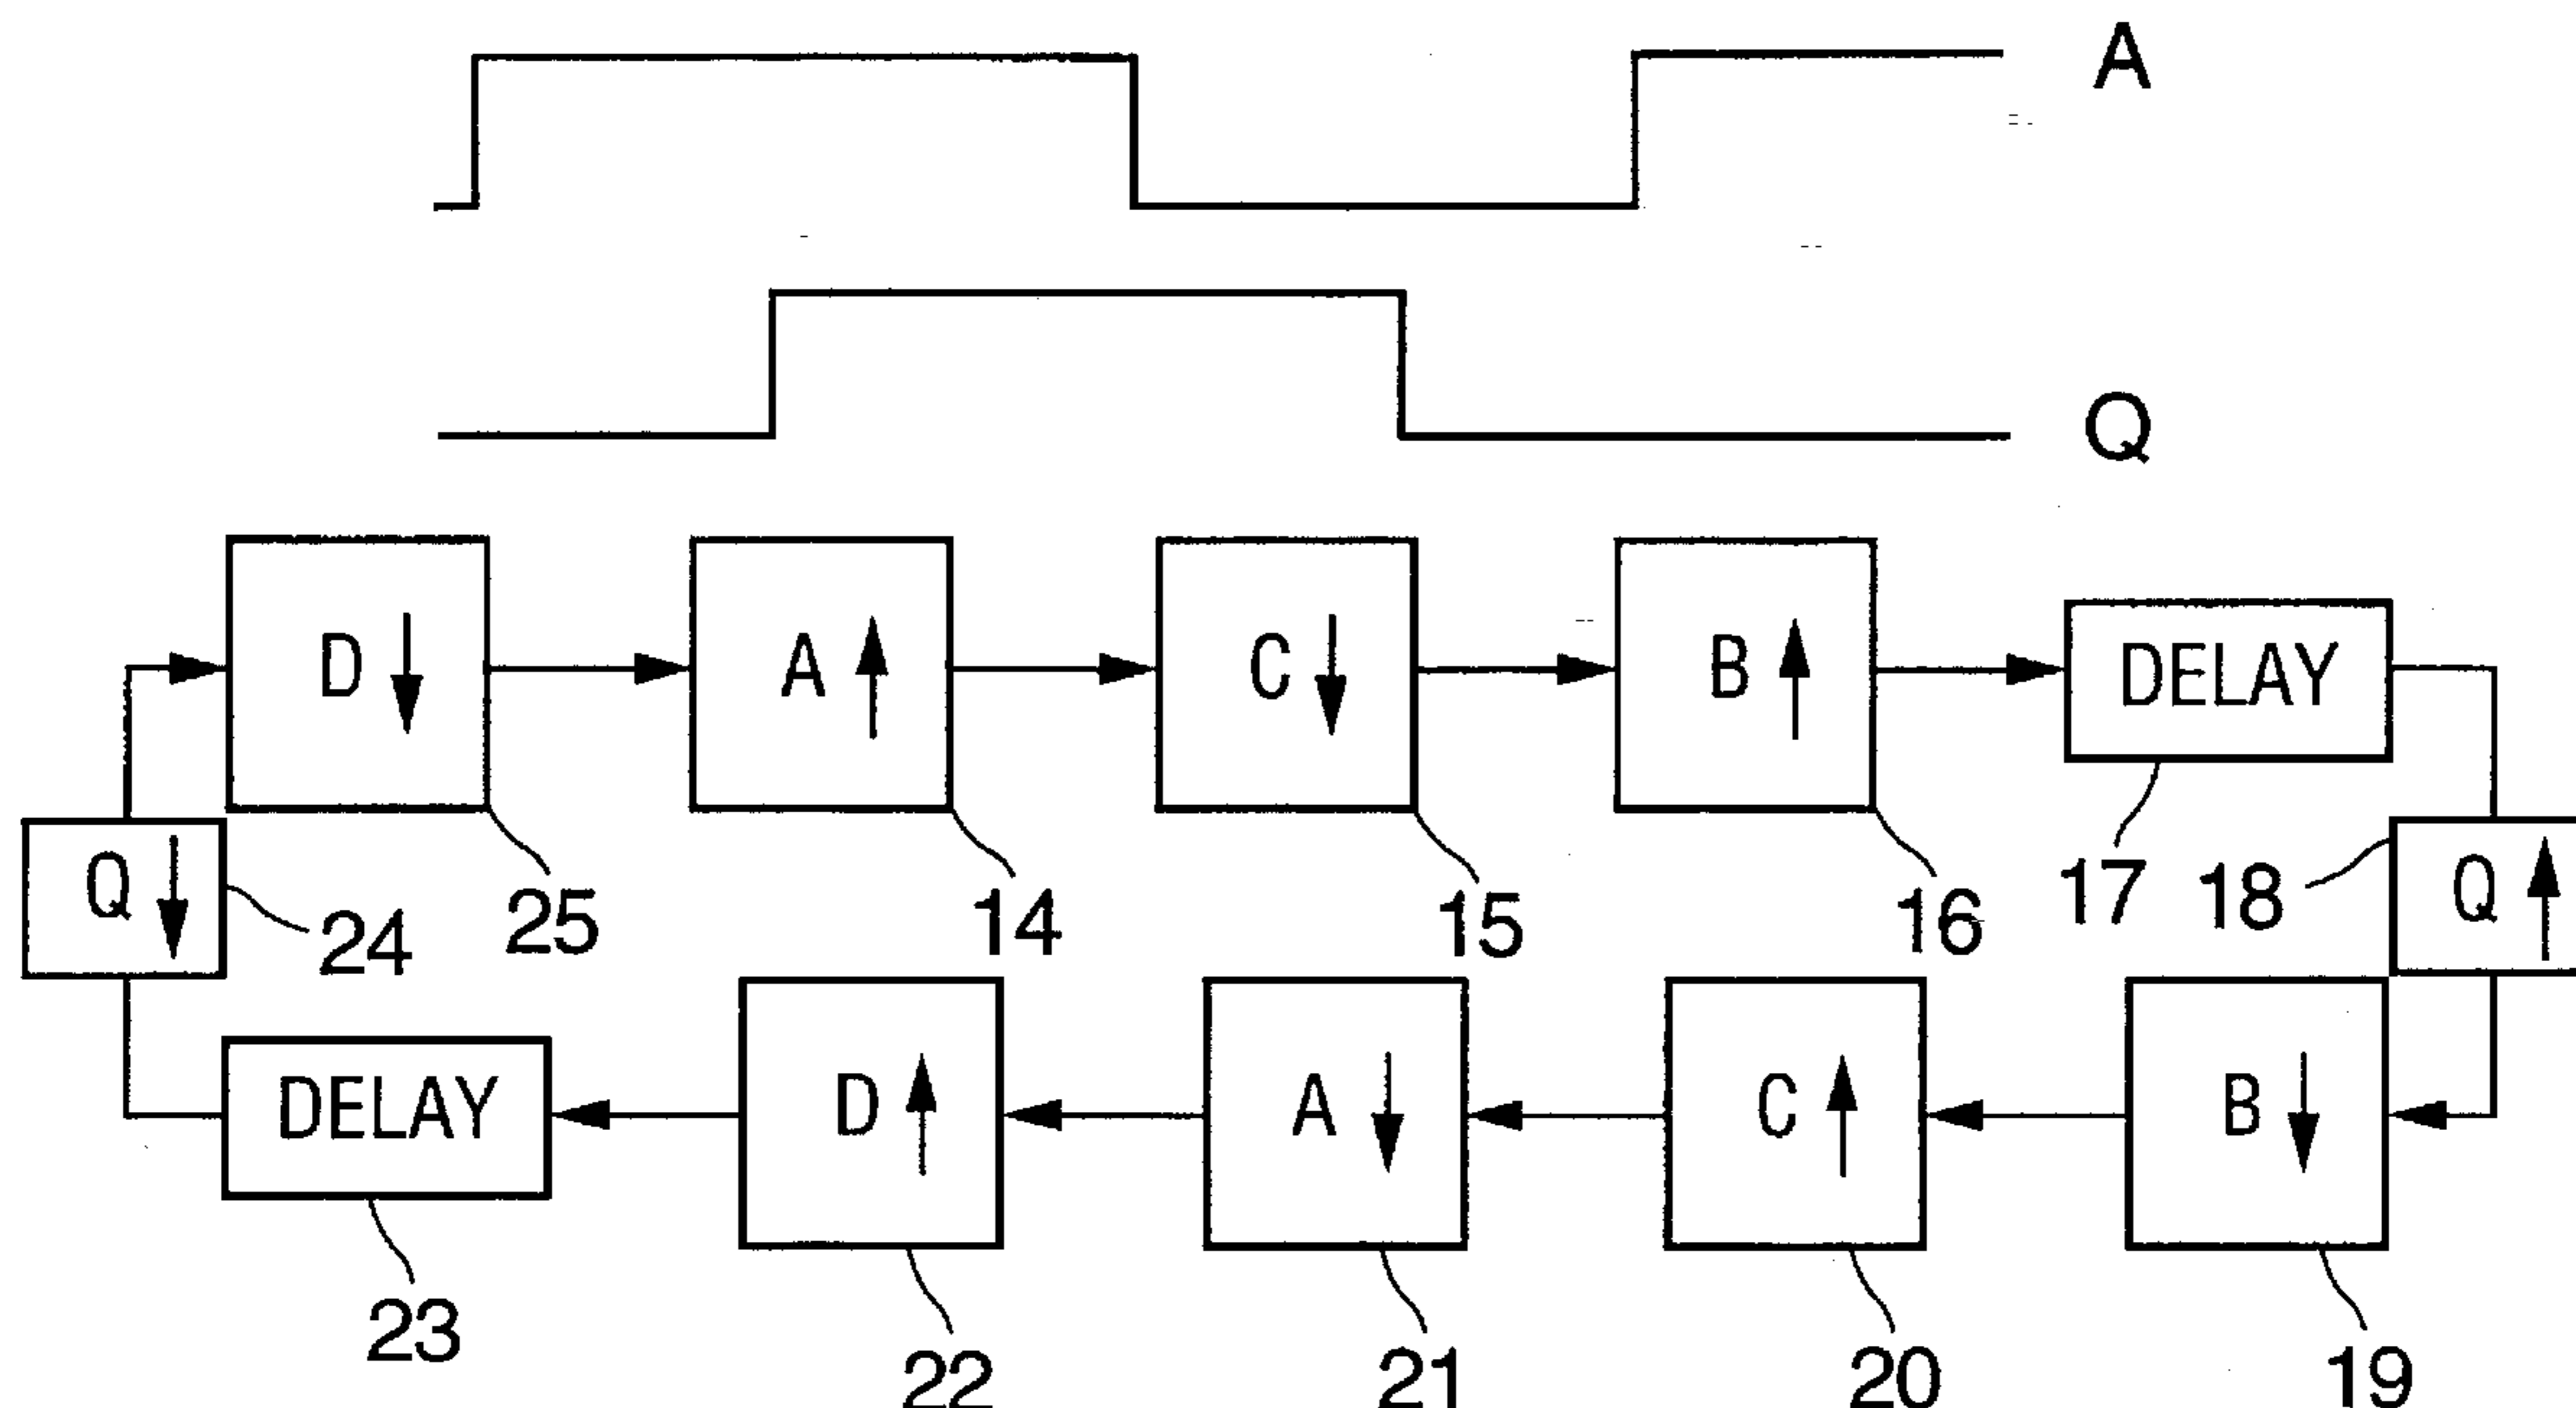 A
Q
D ↓
A ↑
C ↓
B ↑
DELAY
Q ↓
24
25
14
15
16
17
18
Q ↑
DELAY
D ↑
A ↓
C ↑
B ↓
23
22
21
20
19